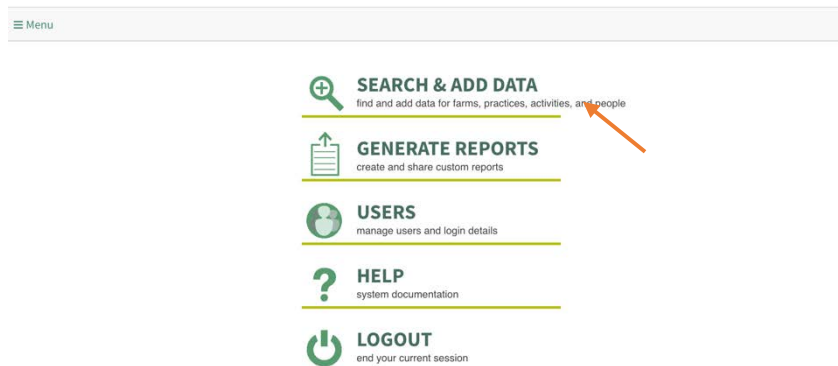 Menu
SEARCH & ADD DATA
find and add data for farms, practices, activities, and people
GENERATE REPORTS
create and share custom reports
USERS
manage users and login details
HELP
system documentation
LOGOUT
end your current session